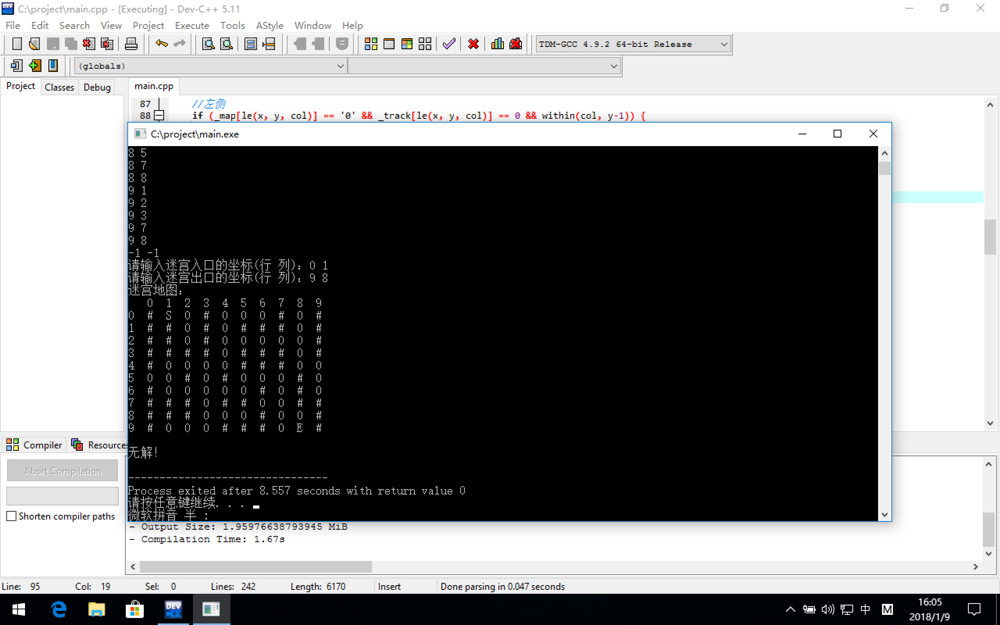 C:\project\main.cpp - [Executing] - Dev-C++ 5.11
File Edit Search View Project Execute Tools AStyle Window Help
TDM-GCC 4.9.2 64-bit Release
(globals)
Project Classes Debug main.cpp
87 //左侧
88 if (_map[le(x, y, col)] == '0' && _track[le(x, y, col)] == 0 && within(col, y-1)) {
C:\project\main.exe
8 5
8 7
8 8
9 1
9 2
9 3
9 7
9 8
-1 -1
请输入迷宫入口的坐标(行 列): 0 1
请输入迷宫出口的坐标(行 列): 9 8
迷宫地图:
0 1 2 3 4 5 6 7 8 9
0 # S 0 # 0 0 0 # 0 #
1 # # 0 # 0 # # # 0 #
2 # # 0 # 0 0 0 0 0 #
3 # # # # 0 # # # 0 #
4 # 0 0 0 0 # # # 0 0
5 0 0 # 0 # 0 0 0 # 0
6 # 0 0 0 0 0 # 0 # 0
7 # # # 0 # # 0 0 # #
8 # # # 0 0 0 # 0 0 #
9 # 0 0 0 # # # 0 E #
无解!
--------------------------------
Process exited after 8.557 seconds with return value 0
请按任意键继续. . .
微软拼音 半 :
Compiler Resources
Abort Compilation
Shorten compiler paths
- Output Size: 1.95976638793945 MiB
- Compilation Time: 1.67s
Line: 95 Col: 19 Sel: 0 Lines: 242 Length: 6170 Insert Done parsing in 0.047 seconds
DEV C++
中 M 16:05
2018/1/9